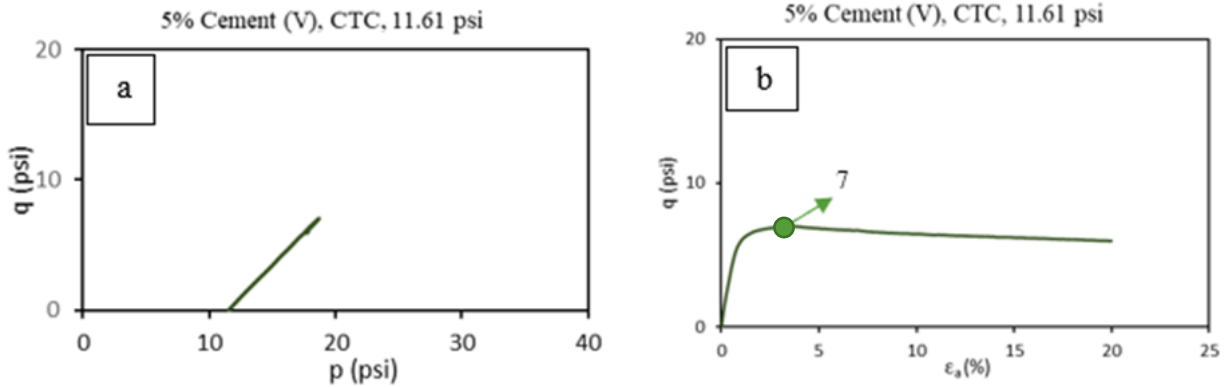 5% Cement (V), CTC, 11.61 psi
a
20
10
0
q (psi)
0 10 20 30 40
p (psi)
5% Cement (V), CTC, 11.61 psi
b
20
10
0
q (psi)
7
0 5 10 15 20 25
εa(%)